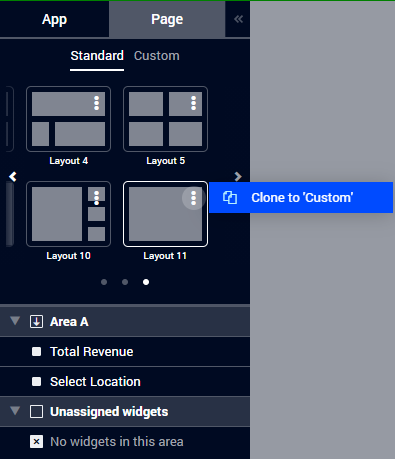 App Page «
Standard Custom
Layout 4 Layout 5
Clone to 'Custom'
Layout 10 Layout 11
Area A
Total Revenue
Select Location
Unassigned widgets
No widgets in this area